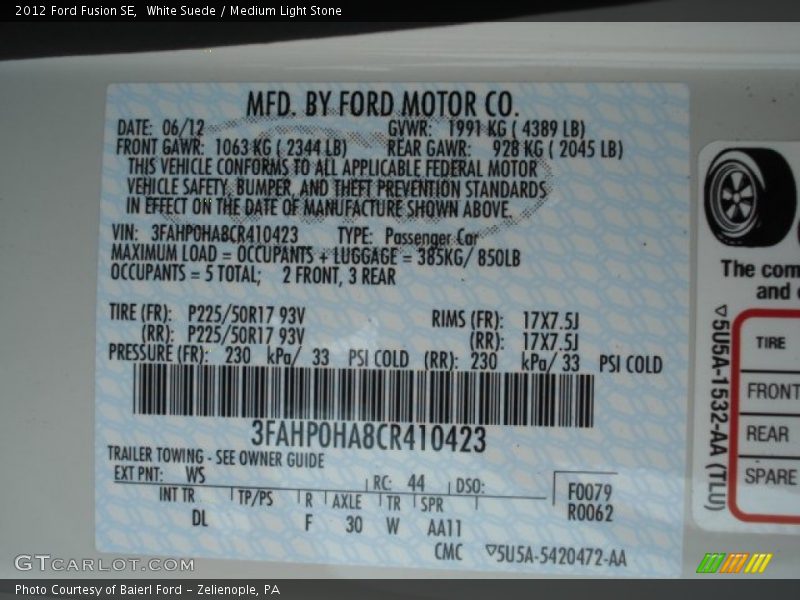 2012 Ford Fusion SE, White Suede / Medium Light Stone
MFD. BY FORD MOTOR CO.
DATE: 06/12 GVWR: 1991 KG ( 4389 LB)
FRONT GAWR: 1063 KG ( 2344 LB) REAR GAWR: 928 KG ( 2045 LB)
THIS VEHICLE CONFORMS TO ALL APPLICABLE FEDERAL MOTOR
VEHICLE SAFETY, BUMPER, AND THEFT PREVENTION STANDARDS
IN EFFECT ON THE DATE OF MANUFACTURE SHOWN ABOVE.
VIN: 3FAHP0HA8CR410423 TYPE: Passenger Car
MAXIMUM LOAD = OCCUPANTS + LUGGAGE = 385KG/ 850LB
OCCUPANTS = 5 TOTAL; 2 FRONT, 3 REAR
TIRE (FR): P225/50R17 93V RIMS (FR): 17X7.5J
(RR): P225/50R17 93V (RR): 17X7.5J
PRESSURE (FR): 230 kPa/ 33 PSI COLD (RR): 230 kPa/ 33 PSI COLD
3FAHP0HA8CR410423
TRAILER TOWING - SEE OWNER GUIDE
EXT PNT: WS RC: 44 DSO: F0079
INT TR TP/PS R AXLE TR SPR R0062
DL F 30 W AA11
CMC ▽5U5A-5420472-AA
The com
and
TIRE
FRONT
REAR
SPARE
▽5U5A-1532-AA (TLU)
GTCARLOT.COM
Photo Courtesy of Baierl Ford - Zelienople, PA